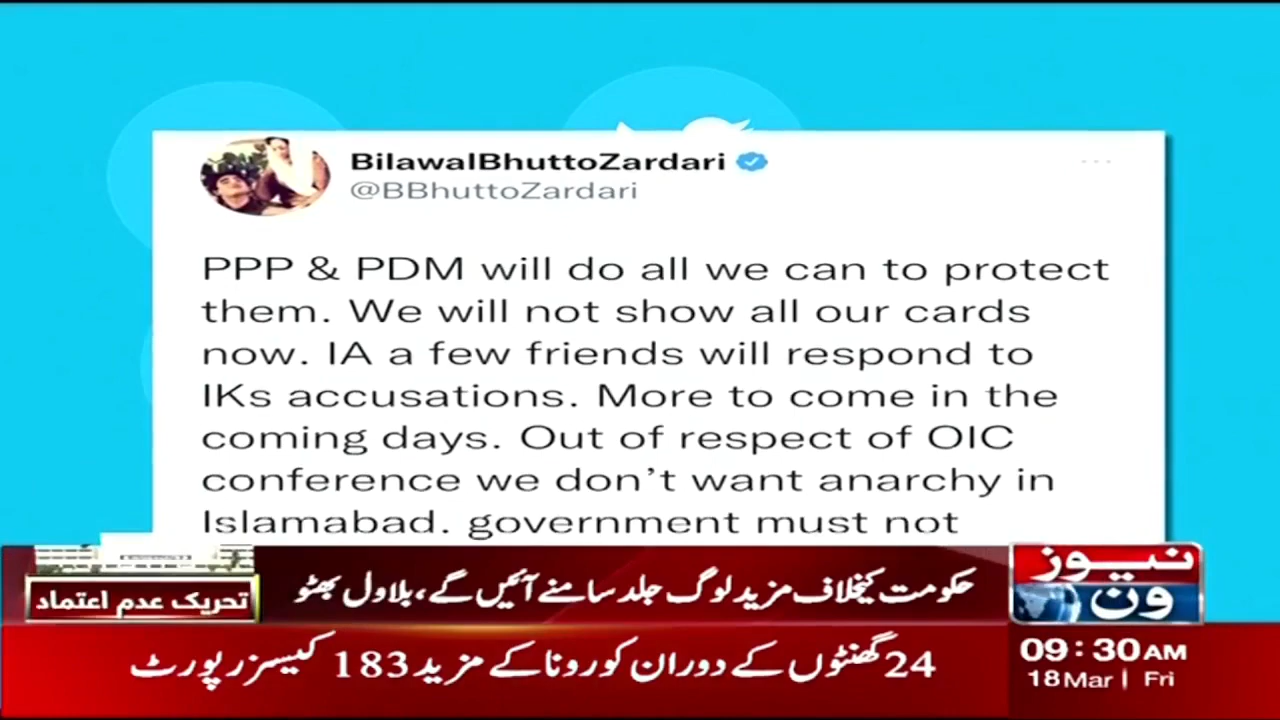 BilawalBhuttoZardari
@BBhuttoZardari
PPP & PDM will do all we can to protect
them. We will not show all our cards
now. IA a few friends will respond to
IKs accusations. More to come in the
coming days. Out of respect of OIC
conference we don't want anarchy in
Islamabad. government must not
تحریک عدم اعتماد
حکومت کیخلاف مزید لوگ جلد سامنے آئیں گے، بلاول بھٹو
نیوز
ون
24 گھنٹوں کے دوران کورونا کے مزید 183 کیسز رپورٹ
09:30AM
18 Mar | Fri